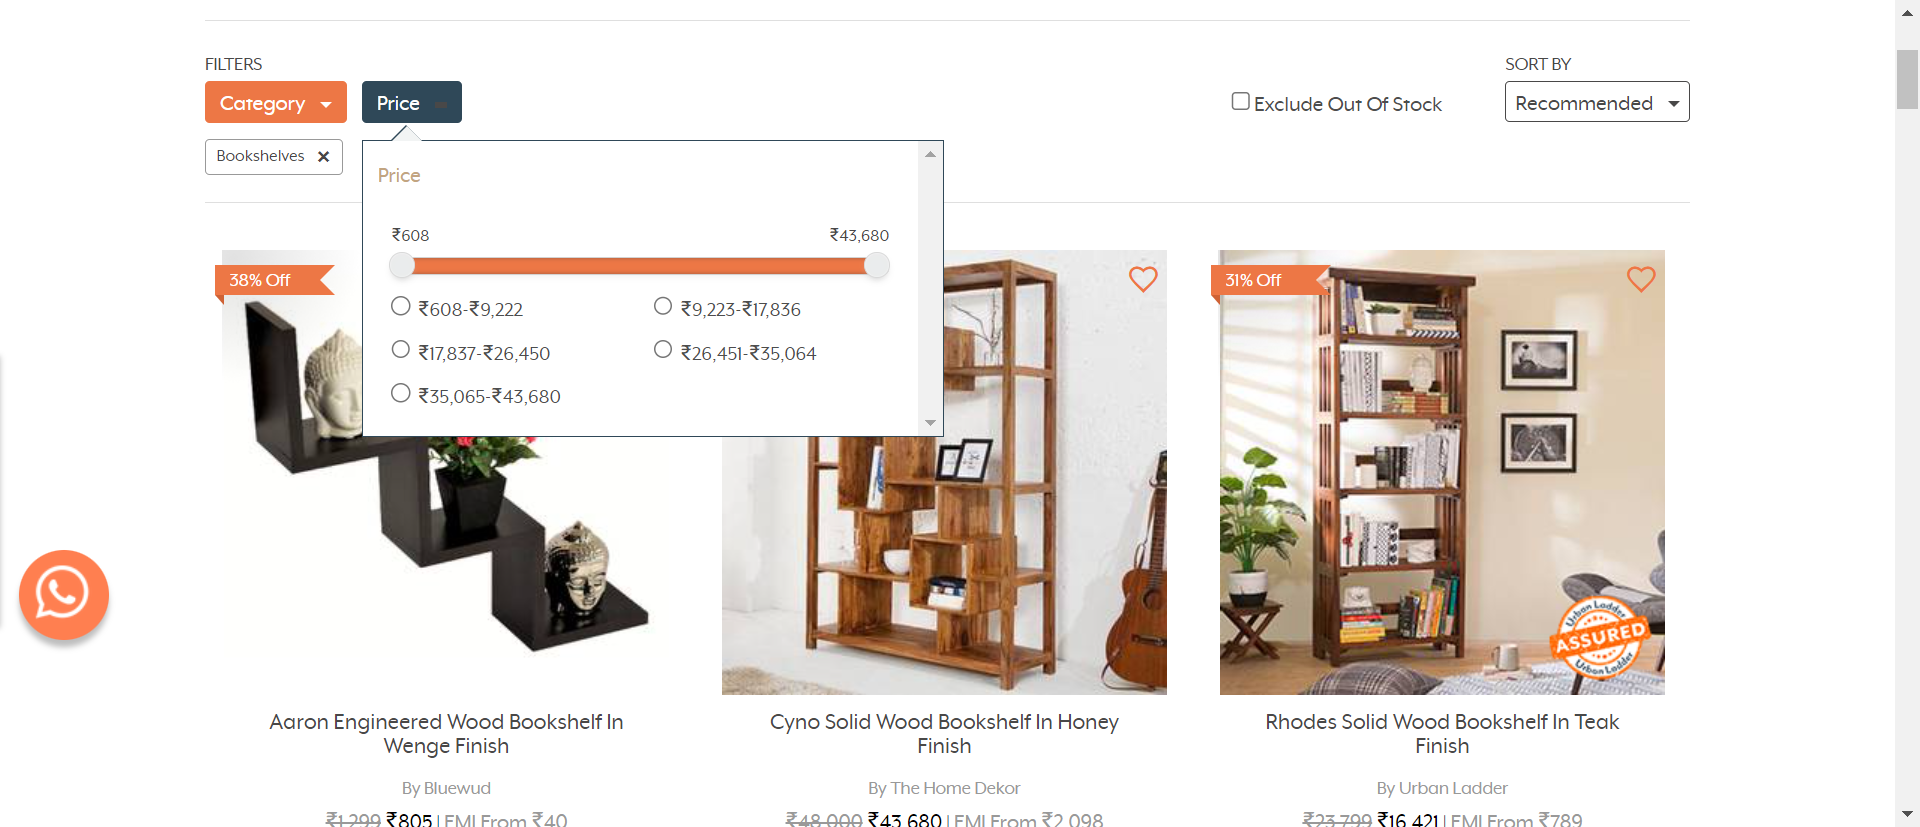 FILTERS
SORT BY
Category
Price
Exclude Out Of Stock
Recommended
Bookshelves ×
Price
₹608
₹43,680
₹608-₹9,222
₹9,223-₹17,836
₹17,837-₹26,450
₹26,451-₹35,064
₹35,065-₹43,680
38% Off
31% Off
Urban Ladder
ASSURED
Urban Ladder
Aaron Engineered Wood Bookshelf In
Wenge Finish
By Bluewud
₹1,299 ₹805 | EMI From ₹40
Cyno Solid Wood Bookshelf In Honey
Finish
By The Home Dekor
₹48,000 ₹43,680 | EMI From ₹2,098
Rhodes Solid Wood Bookshelf In Teak
Finish
By Urban Ladder
₹23,799 ₹16,421 | EMI From ₹789